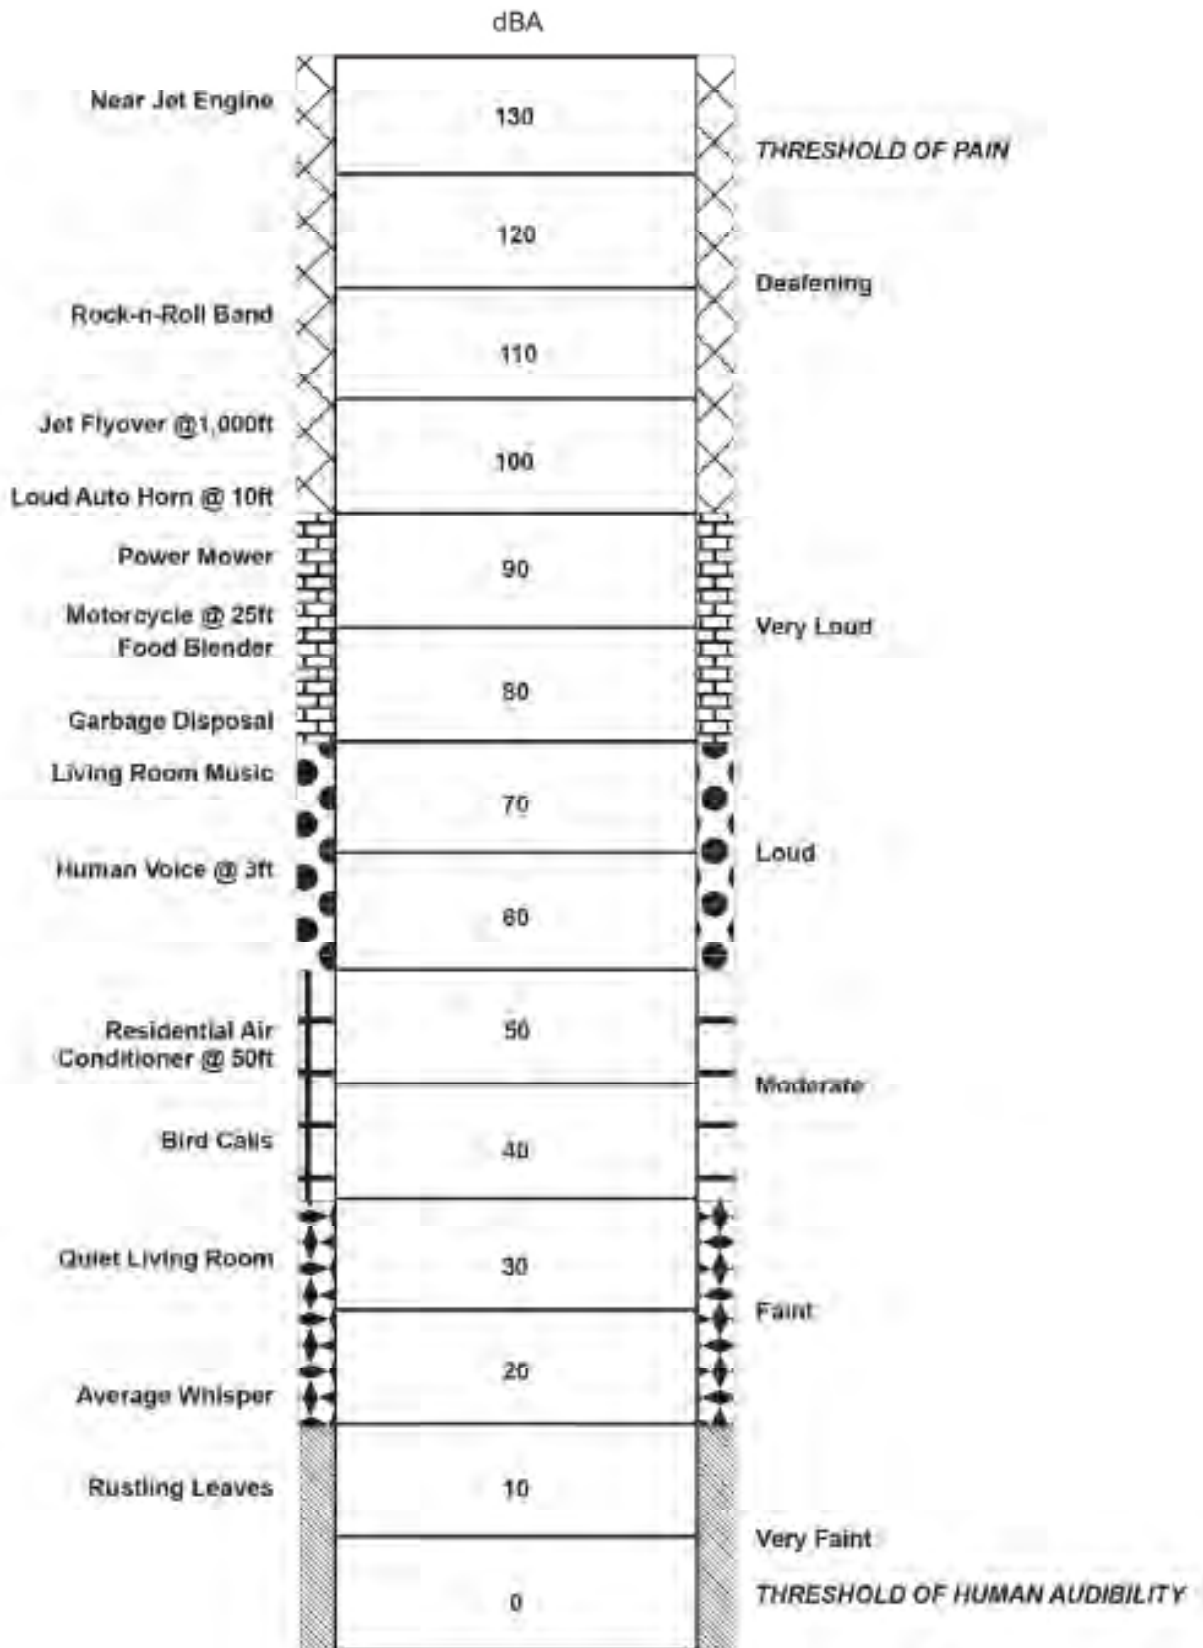 dBA
Near Jet Engine
130
THRESHOLD OF PAIN
120
Deafening
Rock-n-Roll Band
110
Jet Flyover @1,000ft
100
Loud Auto Horn @ 10ft
Power Mower
90
Motorcycle @ 25ft
Very Loud
Food Blender
80
Garbage Disposal
Living Room Music
70
Loud
Human Voice @ 3ft
60
Residential Air
50
Conditioner @ 50ft
Moderate
Bird Calls
40
Quiet Living Room
30
Faint
20
Average Whisper
Rustling Leaves
10
Very Faint
THRESHOLD OF HUMAN AUDIBILITY
0